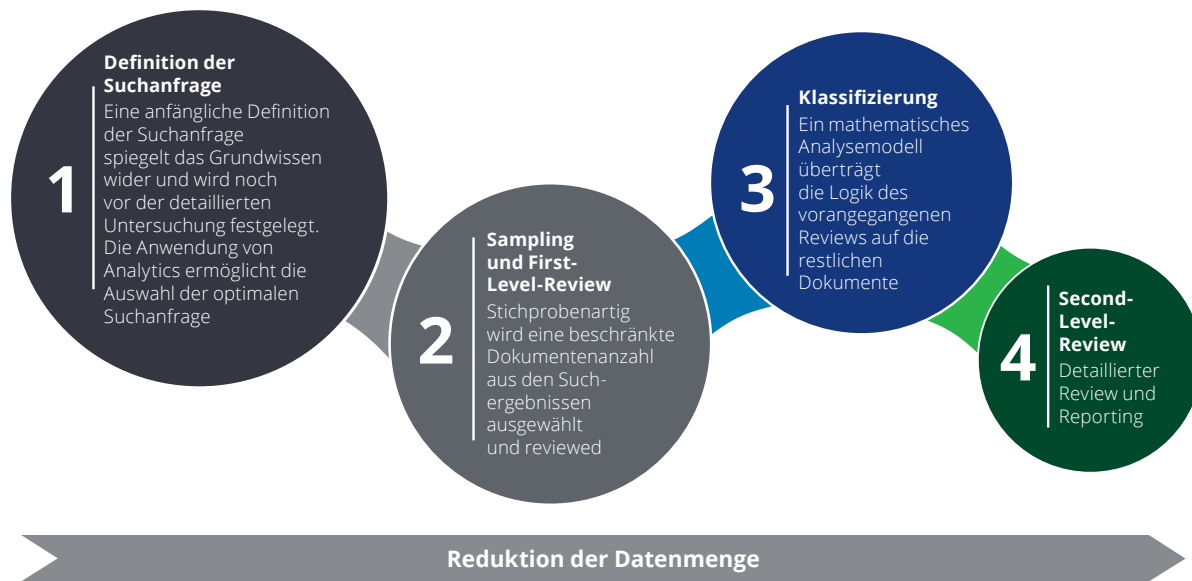 1
Definition der
Suchanfrage
Eine anfängliche Definition
der Suchanfrage
spiegelt das Grundwissen
wider und wird noch
vor der detaillierten
Untersuchung festgelegt.
Die Anwendung von
Analytics ermöglicht die
Auswahl der optimalen
Suchanfrage
2
Sampling
und First-
Level-Review
Stichprobenartig
wird eine beschränkte
Dokumentenanzahl
aus den Such-
ergebnissen
ausgewählt
und reviewed
3
Klassifizierung
Ein mathematisches
Analysemodell
überträgt
die Logik des
vorangegangenen
Reviews auf die
restlichen
Dokumente
4
Second-
Level-
Review
Detaillierter
Review und
Reporting
Reduktion der Datenmenge